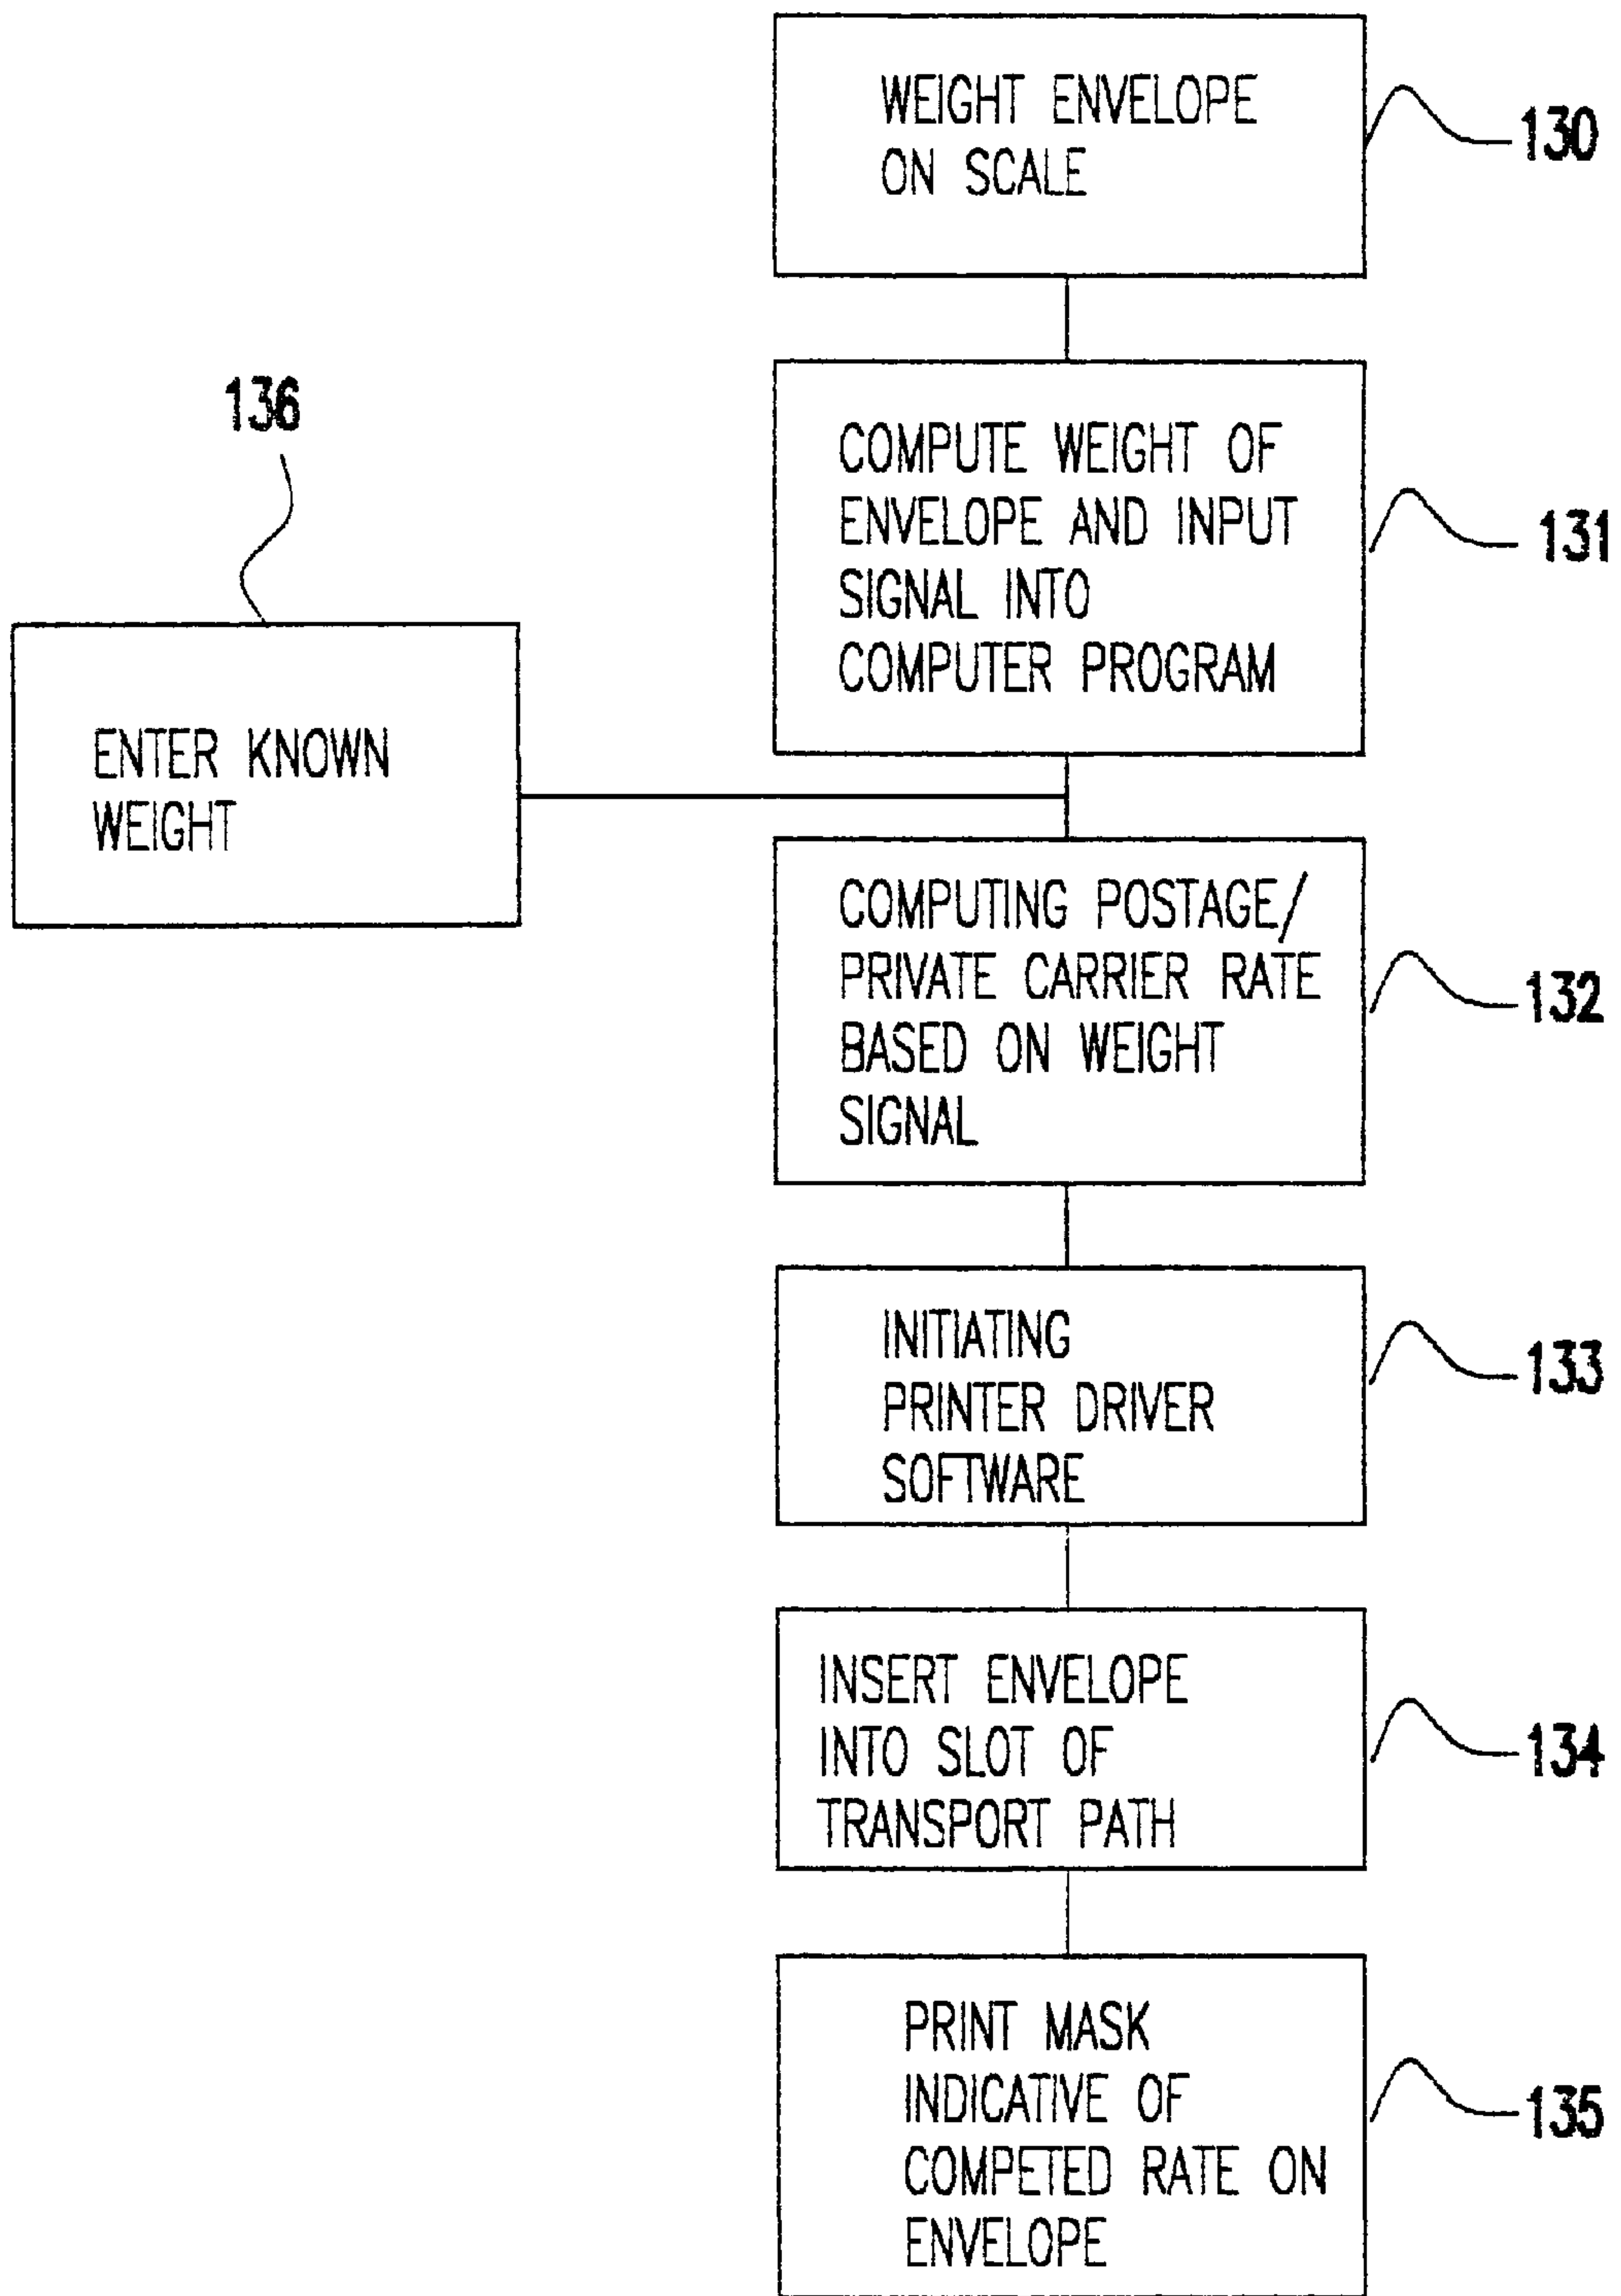 WEIGHT ENVELOPE
ON SCALE
130
COMPUTE WEIGHT OF
ENVELOPE AND INPUT
SIGNAL INTO
COMPUTER PROGRAM
131
136
ENTER KNOWN
WEIGHT
COMPUTING POSTAGE/
PRIVATE CARRIER RATE
BASED ON WEIGHT
SIGNAL
132
INITIATING
PRINTER DRIVER
SOFTWARE
133
INSERT ENVELOPE
INTO SLOT OF
TRANSPORT PATH
134
PRINT MASK
INDICATIVE OF
COMPETED RATE ON
ENVELOPE
135